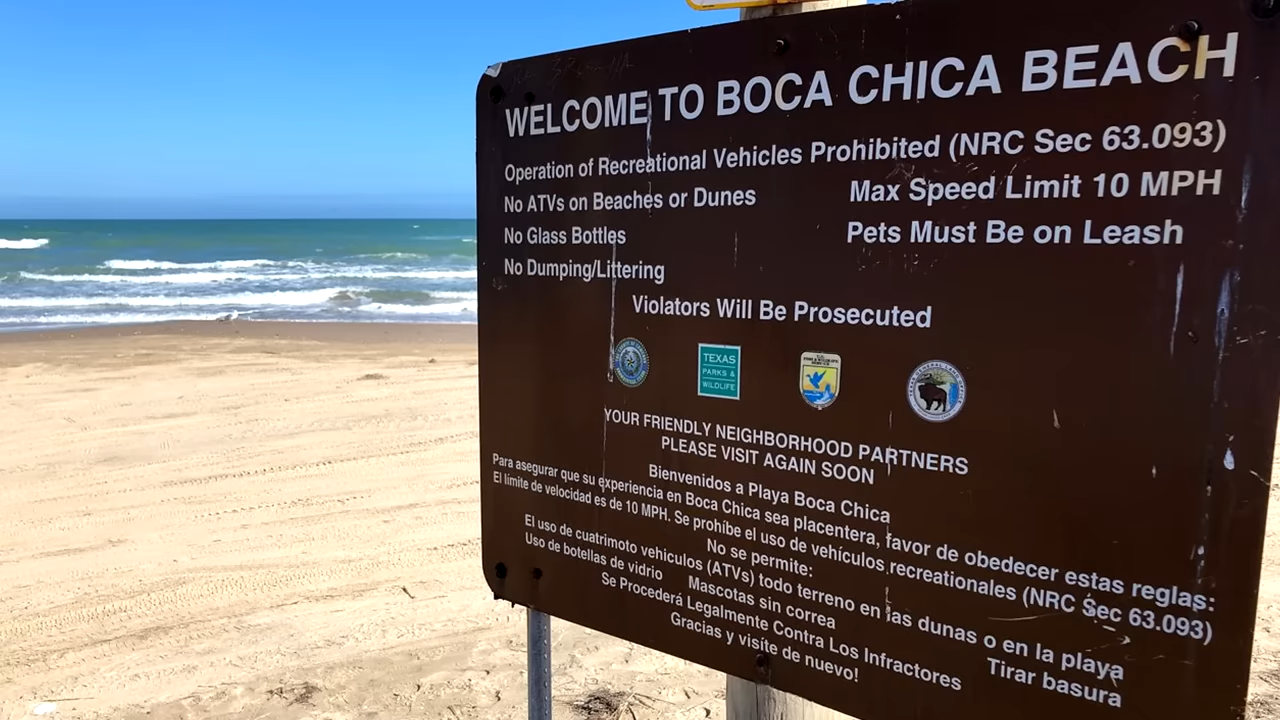 WELCOME TO BOCA CHICA BEACH
Operation of Recreational Vehicles Prohibited (NRC Sec 63.093)
No ATVs on Beaches or Dunes Max Speed Limit 10 MPH
No Glass Bottles Pets Must Be on Leash
No Dumping/Littering
Violators Will Be Prosecuted
TEXAS
PARKS &
WILDLIFE
YOUR FRIENDLY NEIGHBORHOOD PARTNERS
PLEASE VISIT AGAIN SOON
Bienvenidos a Playa Boca Chica
Para asegurar que su experiencia en Boca Chica sea placentera, favor de obedecer estas reglas:
El límite de velocidad es de 10 MPH. Se prohíbe el uso de vehículos recreationales (NRC Sec 63.093)
No se permite:
El uso de cuatrimoto vehiculos (ATVs) todo terreno en las dunas o en la playa
Uso de botellas de vidrio Mascotas sin correa Tirar basura
Se Procederá Legalmente Contra Los Infractores
Gracias y visite de nuevo!